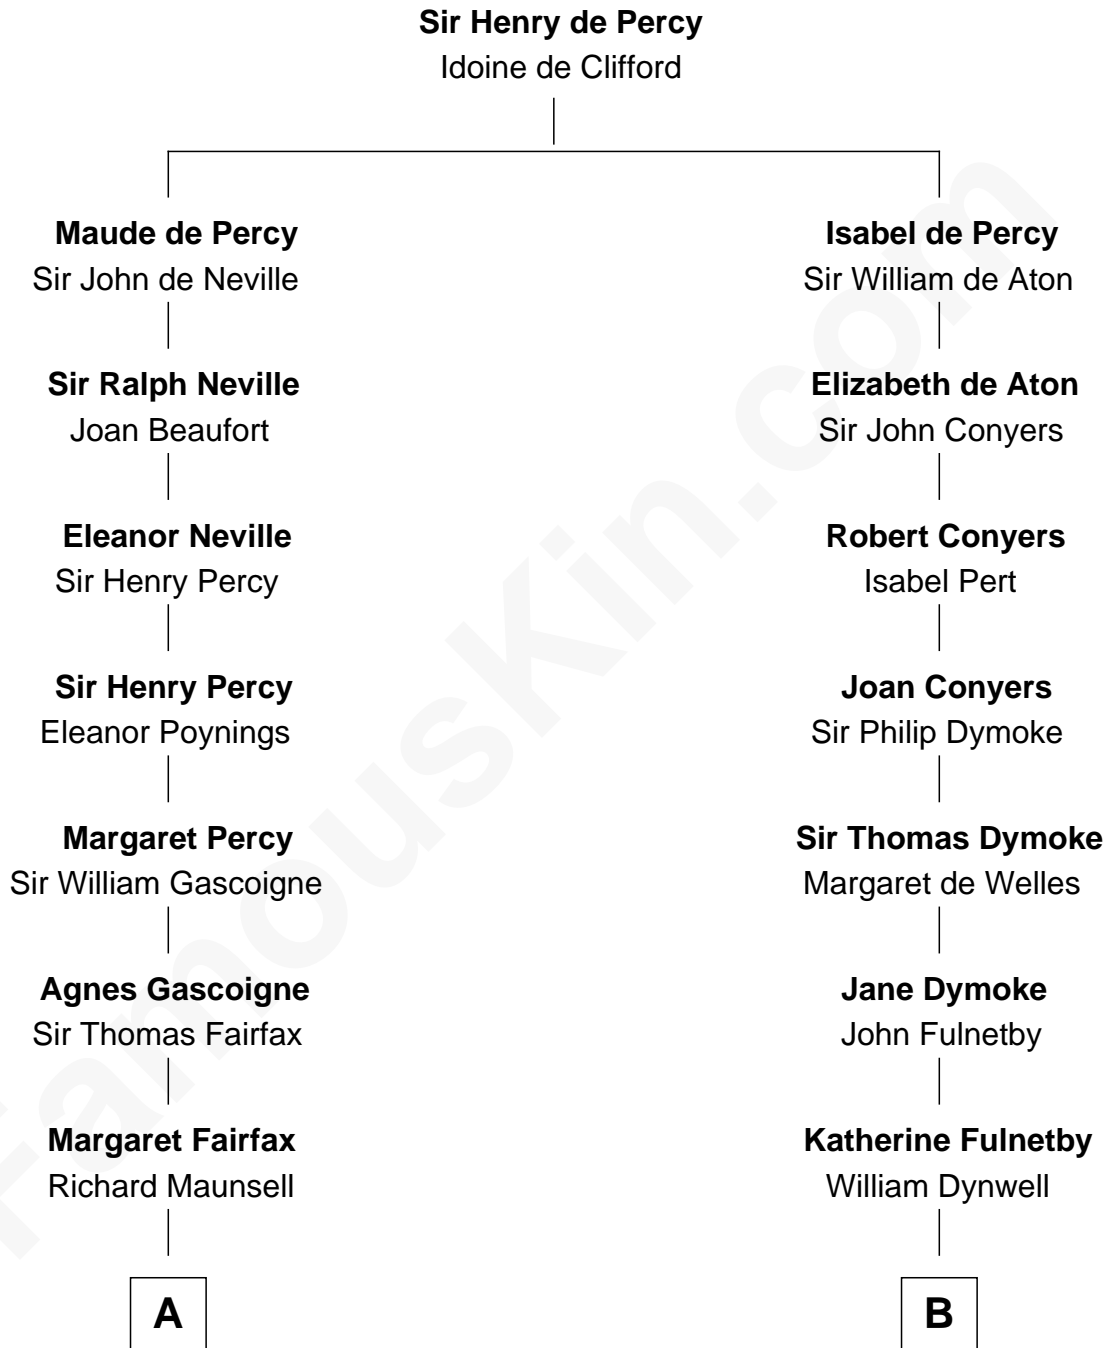 Sir Henry de Percy
Idoine de Clifford
Maude de Percy
Sir John de Neville
Isabel de Percy
Sir William de Aton
Sir Ralph Neville
Joan Beaufort
Elizabeth de Aton
Sir John Conyers
Eleanor Neville
Sir Henry Percy
Robert Conyers
Isabel Pert
Sir Henry Percy
Eleanor Poynings
Joan Conyers
Sir Philip Dymoke
Margaret Percy
Sir William Gascoigne
Sir Thomas Dymoke
Margaret de Welles
Agnes Gascoigne
Sir Thomas Fairfax
Jane Dymoke
John Fulnetby
Margaret Fairfax
Richard Maunsell
Katherine Fulnetby
William Dynwell
A
B
FamousKin.com